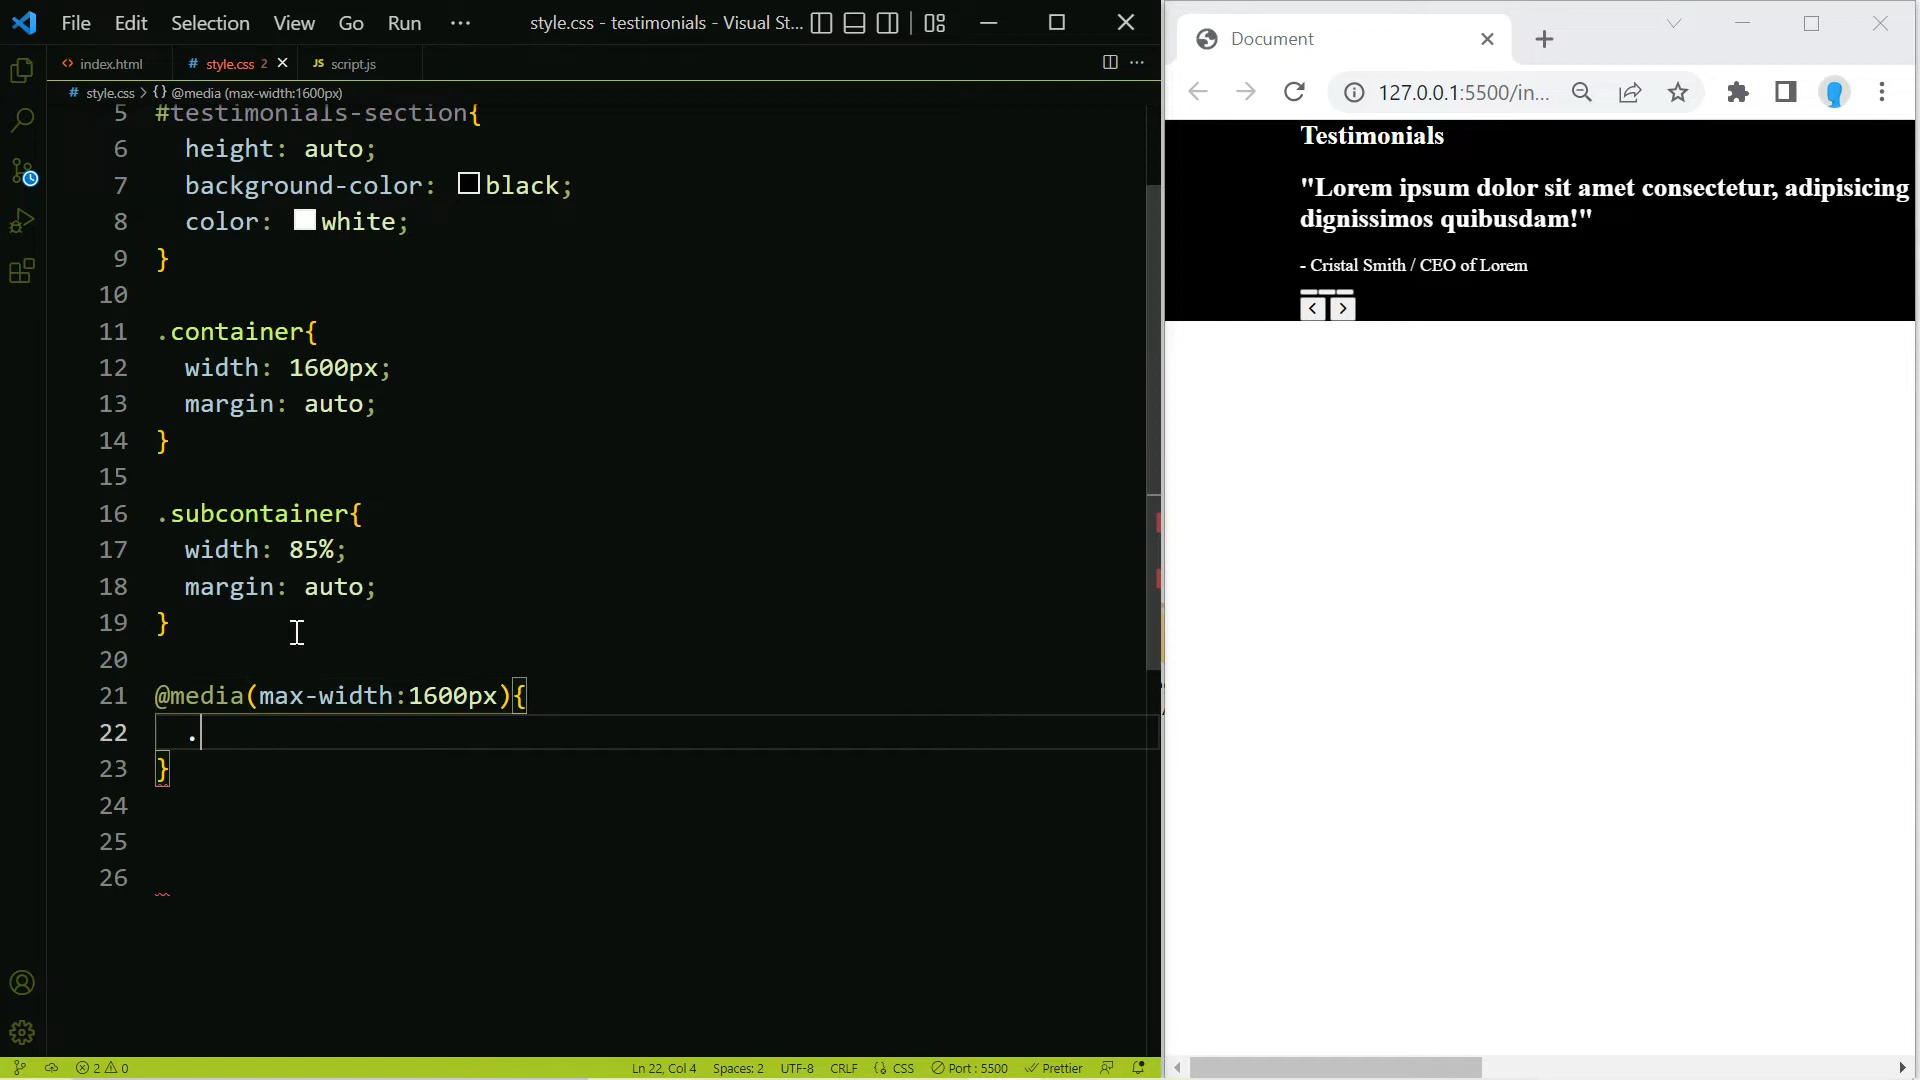 File Edit Selection View Go Run ··· style.css - testimonials - Visual St...
index.html # style.css 2 JS script.js
# style.css > {} @media (max-width:1600px)
5 #testimonials-section{
6 height: auto;
7 background-color: black;
8 color: white;
9 }
10
11 .container{
12 width: 1600px;
13 margin: auto;
14 }
15
16 .subcontainer{
17 width: 85%;
18 margin: auto;
19 }
20
21 @media(max-width:1600px){
22 .
23 }
24
25
26
2 0 Ln 22, Col 4 Spaces: 2 UTF-8 CRLF {} CSS Port : 5500 Prettier
Document
127.0.0.1:5500/in...
Testimonials
"Lorem ipsum dolor sit amet consectetur, adipisicing
dignissimos quibusdam!"
- Cristal Smith / CEO of Lorem
< >